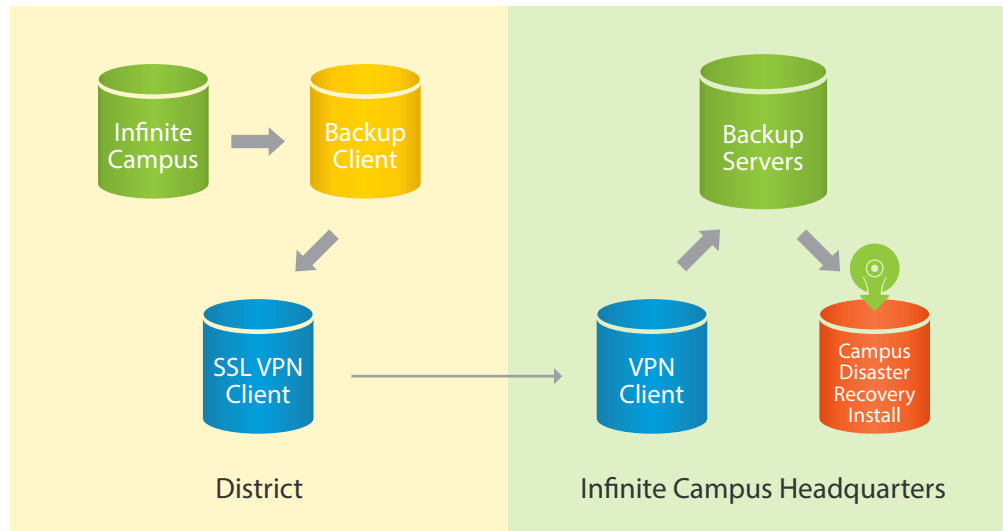 Infinite
Campus
Backup
Client
Backup
Servers
SSL VPN
Client
VPN
Client
Campus
Disaster
Recovery
Install
District
Infinite Campus Headquarters